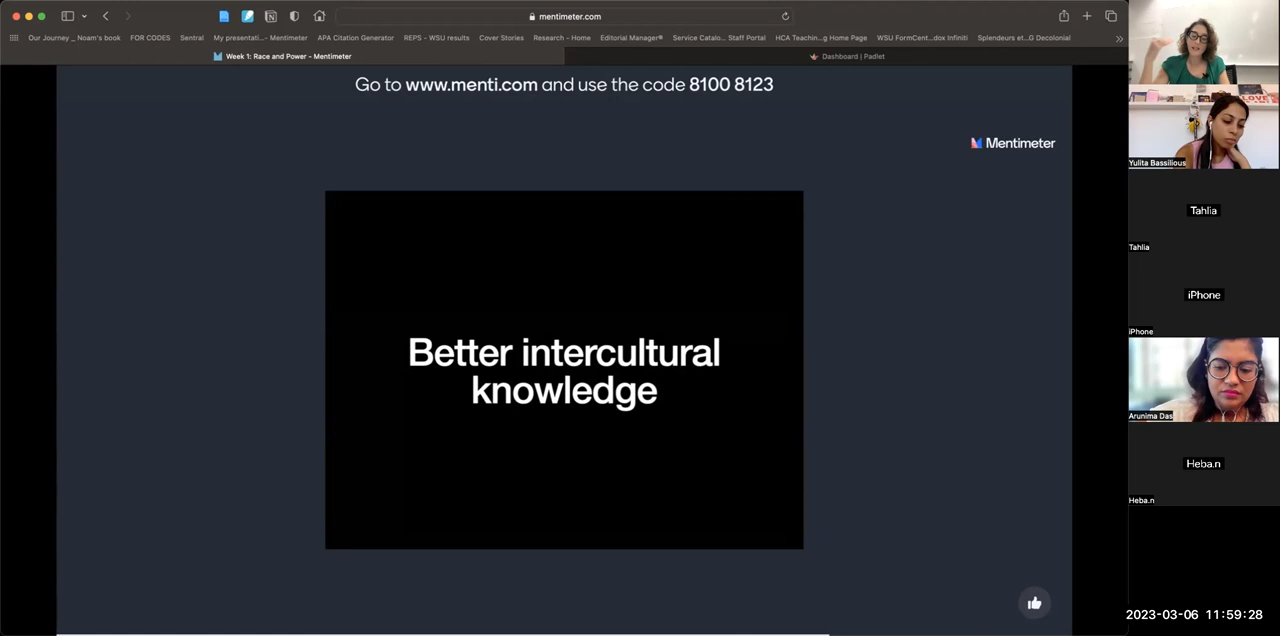 mentimeter.com
Our Journey _ Noam's book
FOR CODES
Sentral
My presentati...- Mentimeter
APA Citation Generator
REPS - WSU results
Cover Stories
Research - Home
Editorial Manager®
Service Catalo... Staff Portal
HCA Teachin...g Home Page
WSU FormCent...dox Infiniti
Splendeurs et...G Decolonial
Week 1: Race and Power - Mentimeter
Dashboard | Padlet
Go to www.menti.com and use the code 8100 8123
Mentimeter
Better intercultural
knowledge
Yulita Bassilious
Tahlia
Tahlia
iPhone
iPhone
Arunima Das
Heba.n
Heba.n
2023-03-06 11:59:28